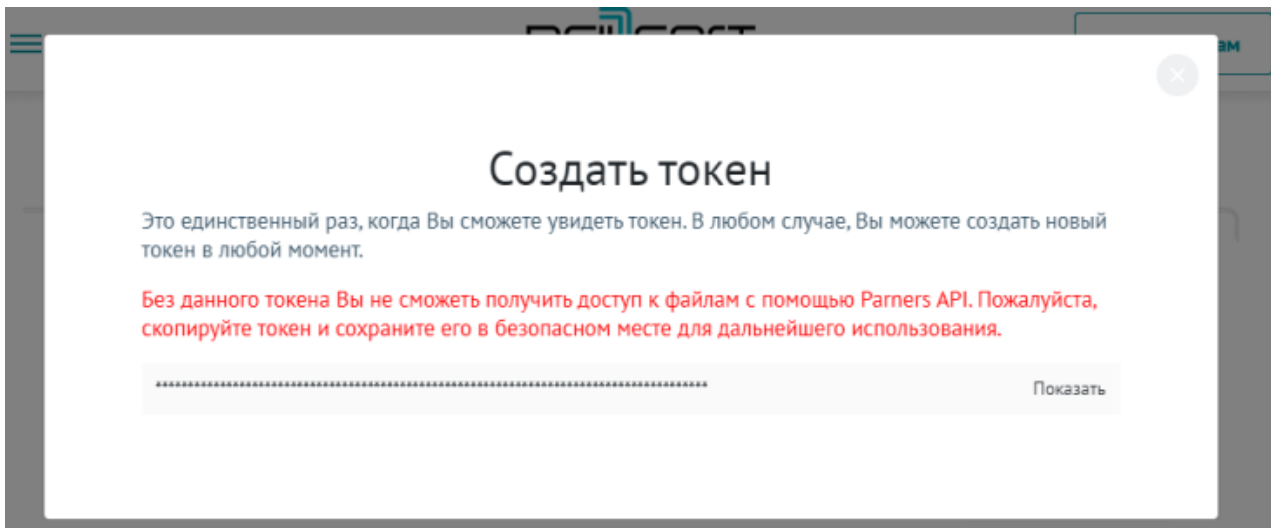 ам
Создать токен
Это единственный раз, когда Вы сможете увидеть токен. В любом случае, Вы можете создать новый
токен в любой момент.
Без данного токена Вы не сможеть получить доступ к файлам с помощью Parners API. Пожалуйста,
скопируйте токен и сохраните его в безопасном месте для дальнейшего использования.
Показать